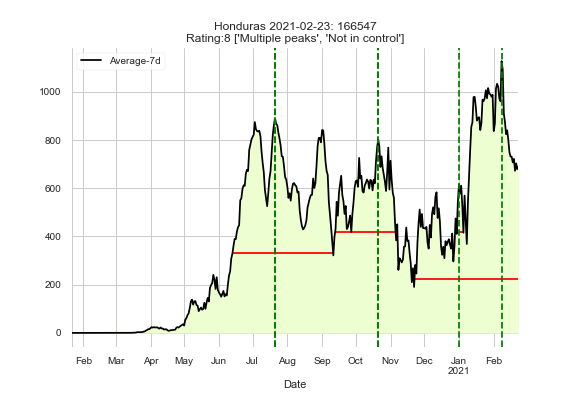 Honduras 2021-02-23: 166547
Rating:8 ['Multiple peaks', 'Not in control']
Average-7d
1000
800
600
400
200
0
Feb Mar Apr May Jun Jul Aug Sep Oct Nov Dec Jan Feb
2021
Date